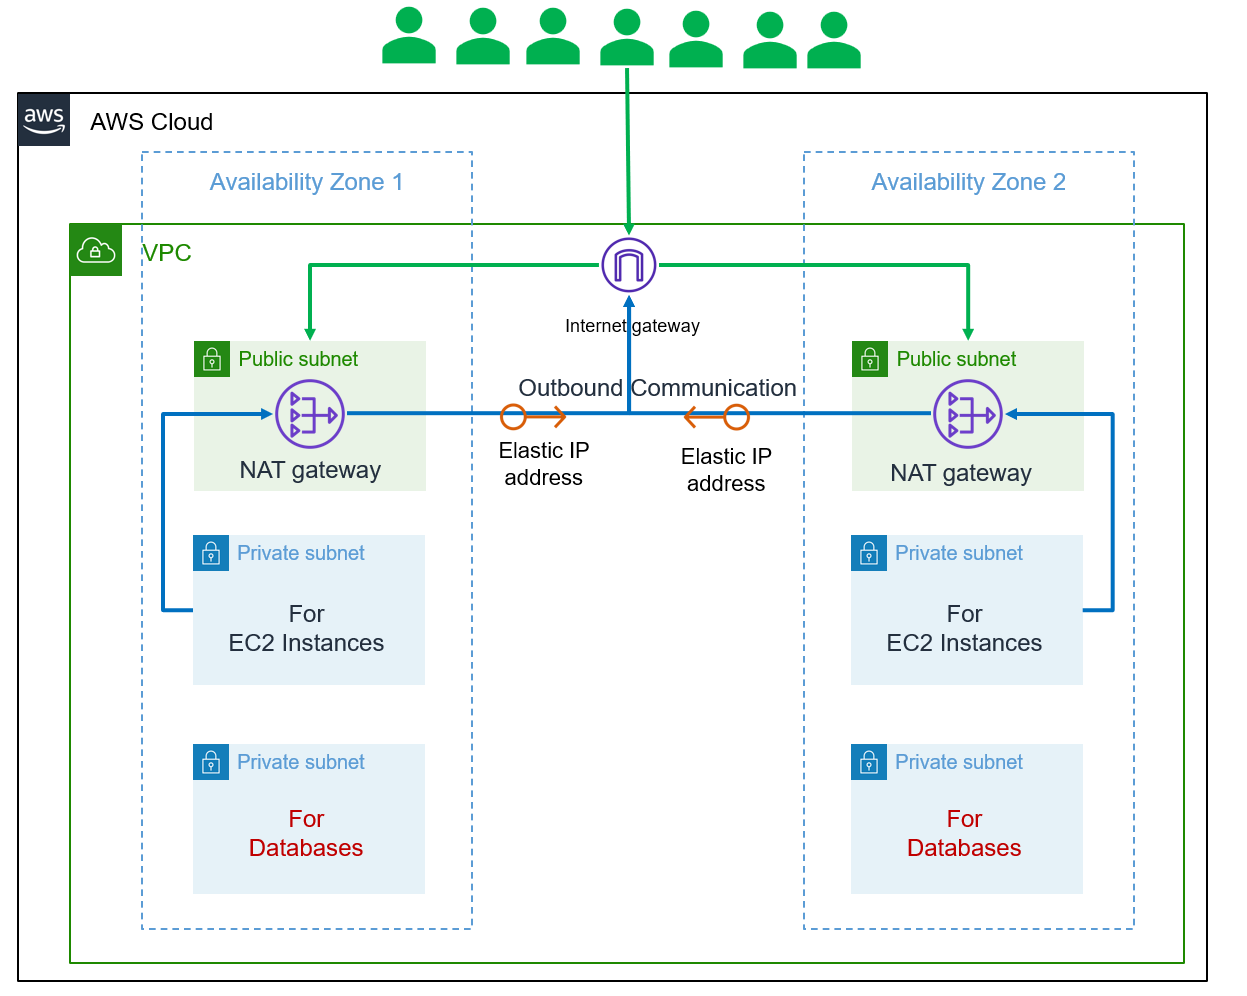 aws
AWS Cloud
Availability Zone 1
Availability Zone 2
VPC
Internet gateway
Public subnet
Public subnet
Outbound Communication
NAT gateway
Elastic IP
address
Elastic IP
address
NAT gateway
Private subnet
Private subnet
For
EC2 Instances
For
EC2 Instances
Private subnet
Private subnet
For
Databases
For
Databases